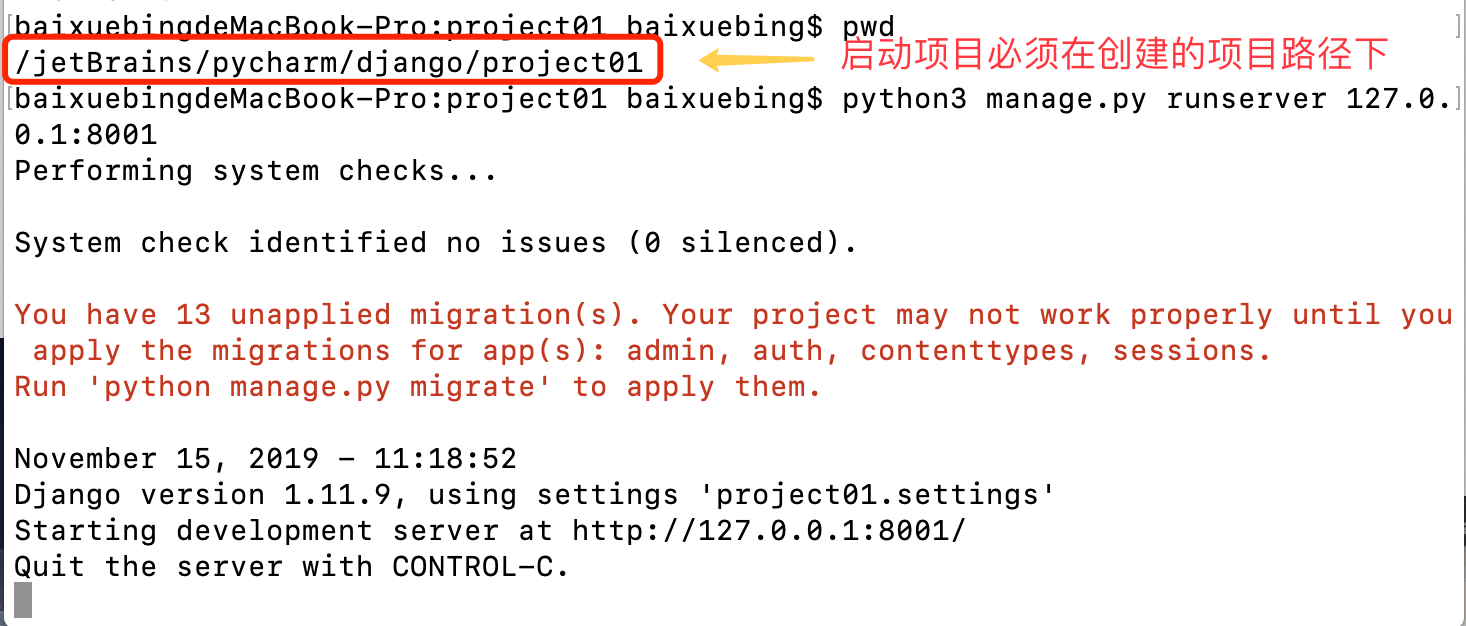 [baixuebingdeMacBook-Pro:project01 baixuebing$ pwd ]
/jetBrains/pycharm/django/project01
启动项目必须在创建的项目路径下
[baixuebingdeMacBook-Pro:project01 baixuebing$ python3 manage.py runserver 127.0.]
0.1:8001
Performing system checks...
System check identified no issues (0 silenced).
You have 13 unapplied migration(s). Your project may not work properly until you
apply the migrations for app(s): admin, auth, contenttypes, sessions.
Run 'python manage.py migrate' to apply them.
November 15, 2019 - 11:18:52
Django version 1.11.9, using settings 'project01.settings'
Starting development server at http://127.0.0.1:8001/
Quit the server with CONTROL-C.